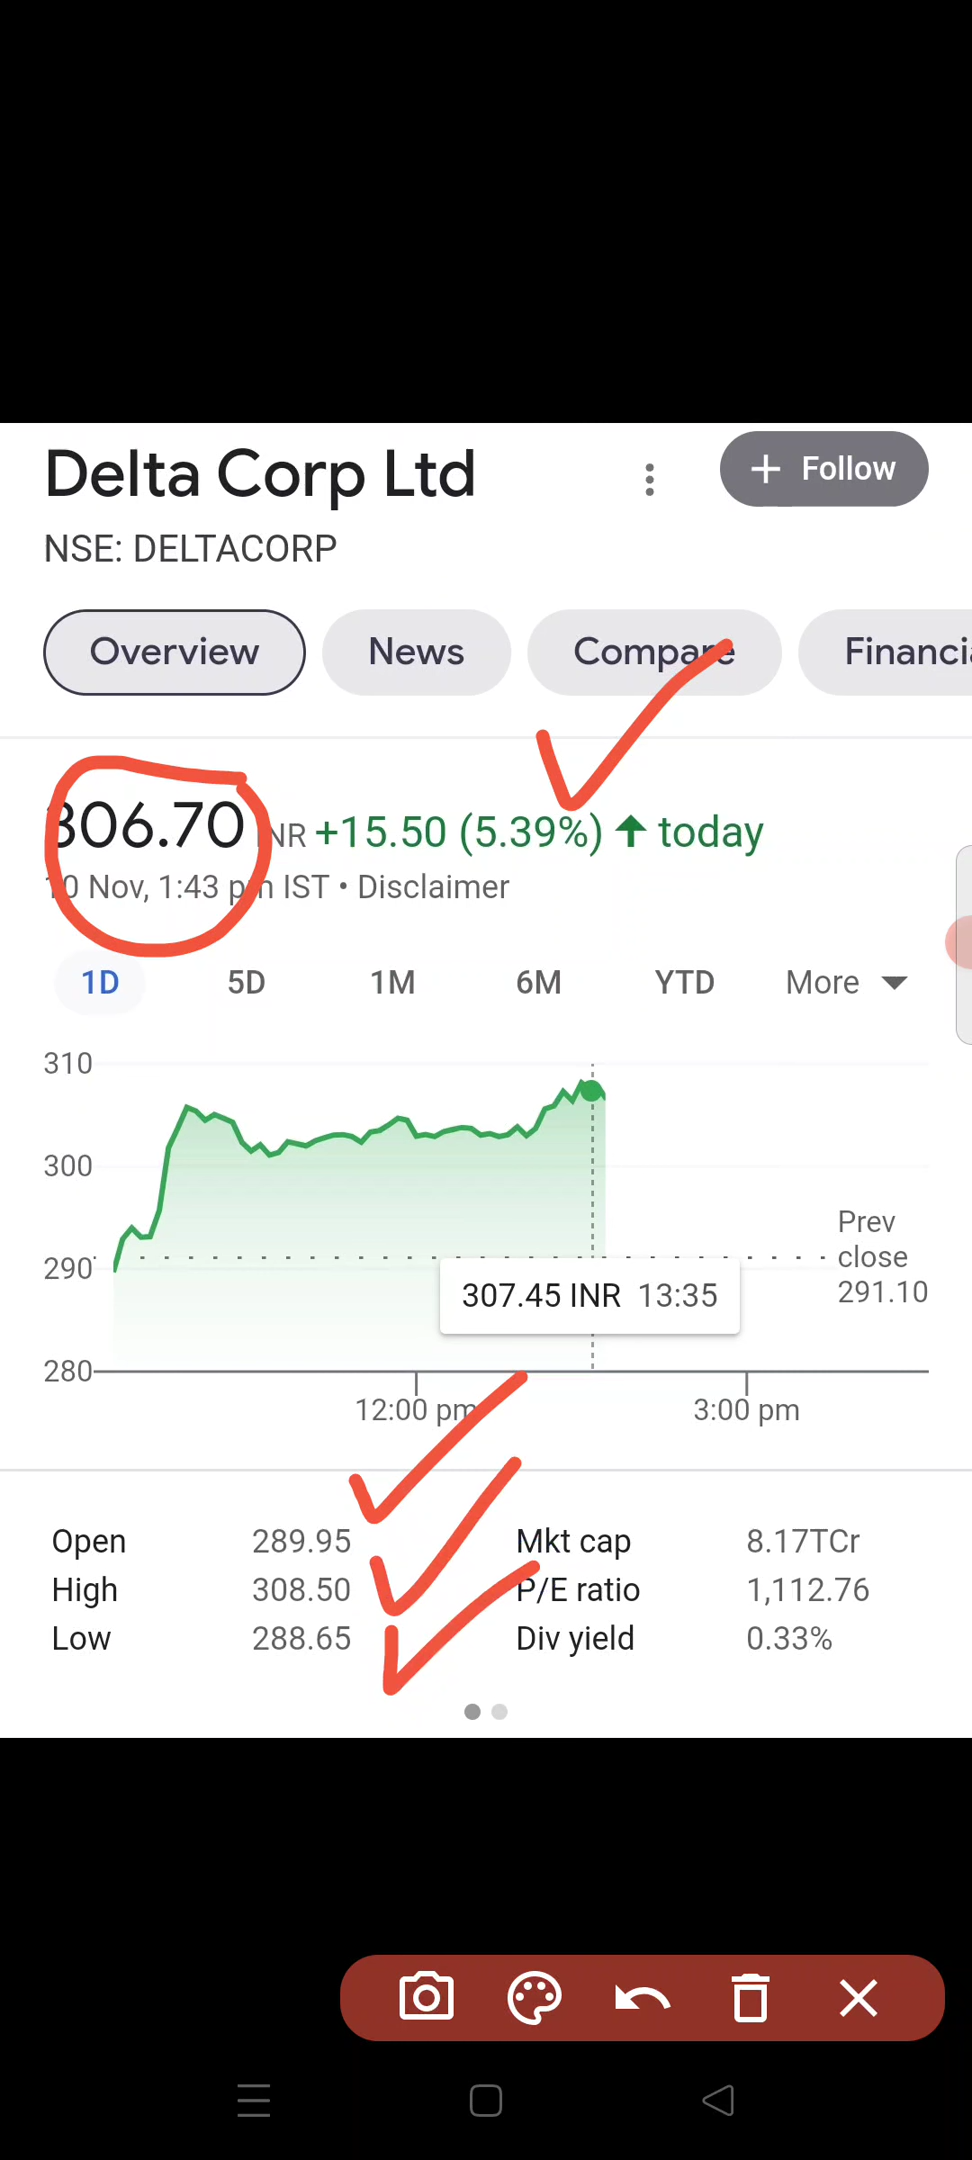 Delta Corp Ltd
+ Follow
NSE: DELTACORP
Overview News Compare Financi
306.70 INR +15.50 (5.39%) ↑ today
10 Nov, 1:43 pm IST • Disclaimer
1D 5D 1M 6M YTD More
310
300
290
280
Prev
close
291.10
307.45 INR 13:35
12:00 pm 3:00 pm
Open 289.95 Mkt cap 8.17TCr
High 308.50 P/E ratio 1,112.76
Low 288.65 Div yield 0.33%